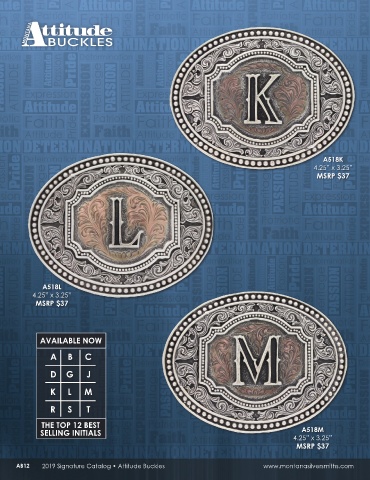 MONTANA
Attitude
BUCKLES
K
A518K
4.25" x 3.25"
MSRP $37
L
A518L
4.25" x 3.25"
MSRP $37
M
A518M
4.25" x 3.25"
MSRP $37
AVAILABLE NOW
A B C
D G J
K L M
R S T
THE TOP 12 BEST
SELLING INITIALS
AB12 2019 Signature Catalog • Attitude Buckles www.montanasilversmiths.com